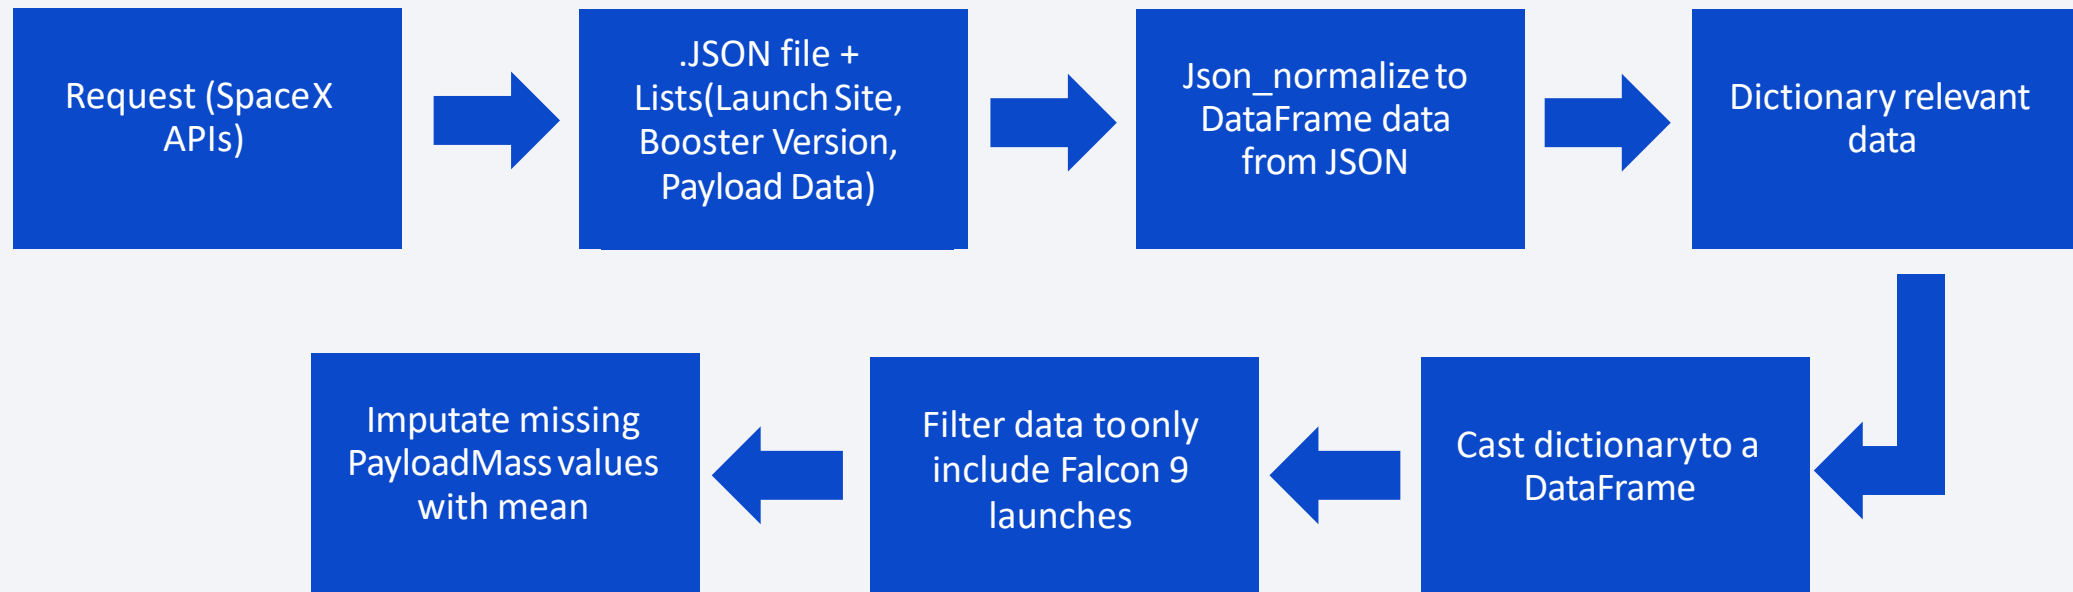 Request (SpaceX
APIs)
.JSON file +
Lists(Launch Site,
Booster Version,
Payload Data)
Json_normalize to
DataFrame data
from JSON
Dictionary relevant
data
Cast dictionary to a
DataFrame
Filter data to only
include Falcon 9
launches
Imputate missing
PayloadMass values
with mean